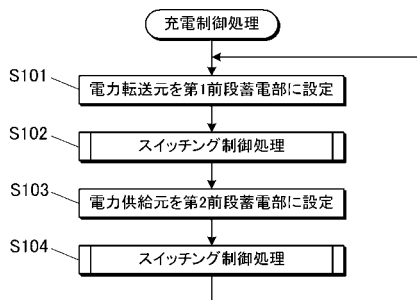 充電制御処理
S101
電力転送元を第1前段蓄電部に設定
S102
スイッチング制御処理
S103
電力供給元を第2前段蓄電部に設定
S104
スイッチング制御処理